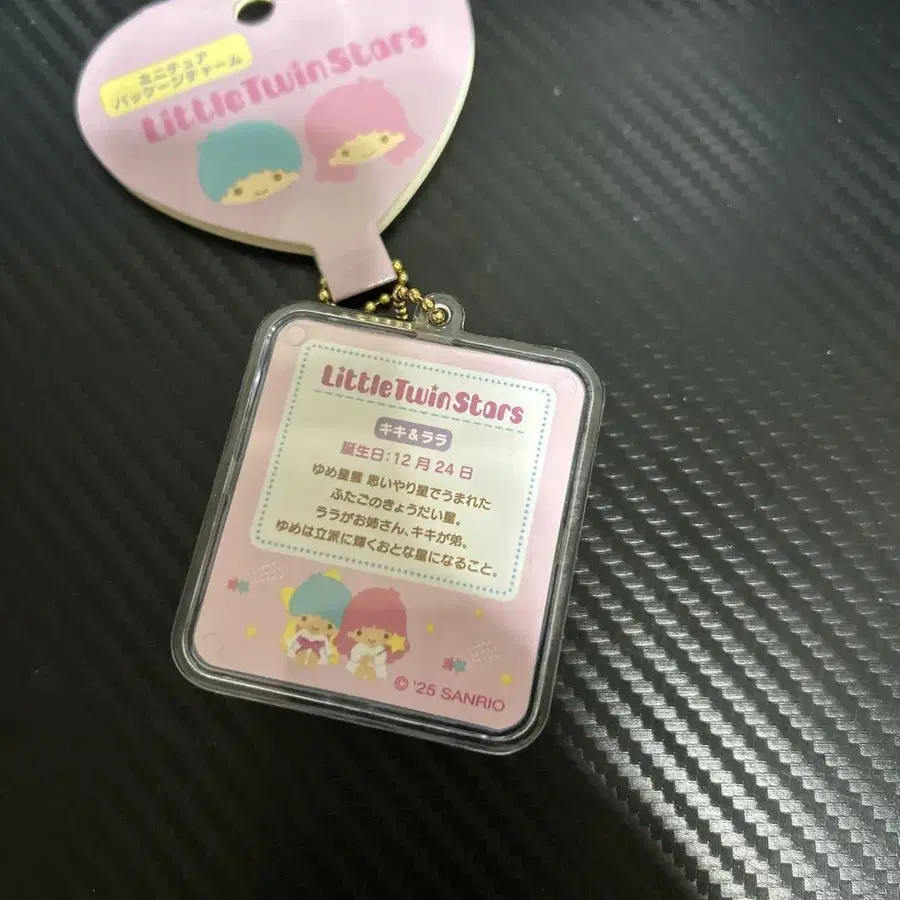 ミニチュア
パッケージチャーム
LittleTwinStars
LittleTwinStars
キキ&ララ
誕生日:12月24日
ゆめ星雲 思いやり星でうまれた
ふたごのきょうだい星。
ララがお姉さん、キキが弟。
ゆめは立派に輝くおとな星になること。
© '25 SANRIO